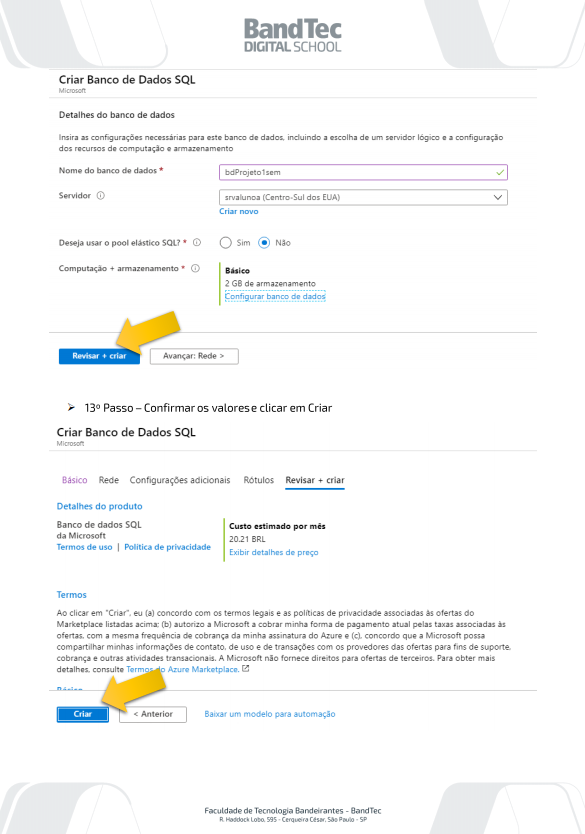 BandTec
DIGITAL SCHOOL
Criar Banco de Dados SQL
Microsoft
Detalhes do banco de dados
Insira as configurações necessárias para este banco de dados, incluindo a escolha de um servidor lógico e a configuração
dos recursos de computação e armazenamento
Nome do banco de dados *
bdProjeto1sem
Servidor
srvalunoa (Centro-Sul dos EUA)
Criar novo
Deseja usar o pool elástico SQL? *
Sim
Não
Computação + armazenamento *
Básico
2 GB de armazenamento
Configurar banco de dados
Revisar + criar
Avançar: Rede >
➢ 13º Passo – Confirmar os valores e clicar em Criar
Criar Banco de Dados SQL
Microsoft
Básico Rede Configurações adicionais Rótulos Revisar + criar
Detalhes do produto
Banco de dados SQL
da Microsoft
Termos de uso | Política de privacidade
Custo estimado por mês
20.21 BRL
Exibir detalhes de preço
Termos
Ao clicar em "Criar", eu (a) concordo com os termos legais e as políticas de privacidade associadas às ofertas do
Marketplace listadas acima; (b) autorizo a Microsoft a cobrar minha forma de pagamento atual pelas taxas associadas às
ofertas, com a mesma frequência de cobrança da minha assinatura do Azure e (c), concordo que a Microsoft possa
compartilhar minhas informações de contato, de uso e de transações com os provedores das ofertas para fins de suporte,
cobrança e outras atividades transacionais. A Microsoft não fornece direitos para ofertas de terceiros. Para obter mais
detalhes, consulte Termos do Azure Marketplace.
Básico
Criar
< Anterior
Baixar um modelo para automação
Faculdade de Tecnologia Bandeirantes - BandTec
R. Haddock Lobo, 595 - Cerqueira César, São Paulo - SP